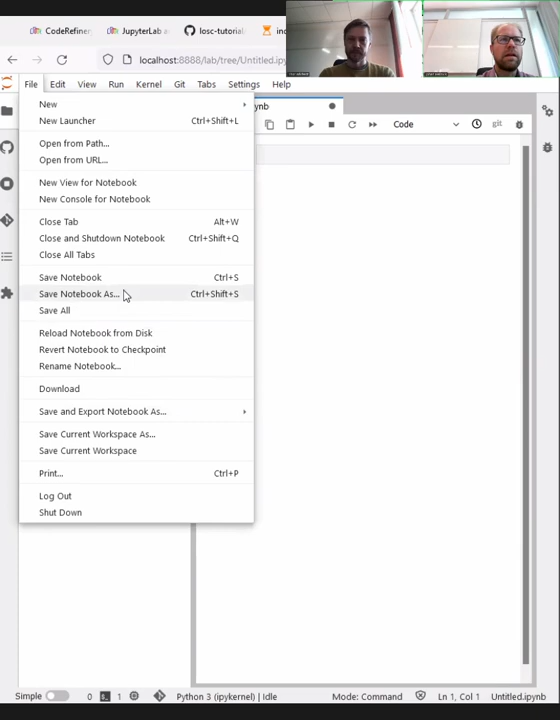 CodeRefiner
JupyterLab a
losc-tutorial
inc
localhost:8888/lab/tree/Untitled.ipy
File Edit View Run Kernel Git Tabs Settings Help
New
New Launcher Ctrl+Shift+L
Open from Path...
Open from URL...
New View for Notebook
New Console for Notebook
Close Tab Alt+W
Close and Shutdown Notebook Ctrl+Shift+Q
Close All Tabs
Save Notebook Ctrl+S
Save Notebook As... Ctrl+Shift+S
Save All
Reload Notebook from Disk
Revert Notebook to Checkpoint
Rename Notebook...
Download
Save and Export Notebook As...
Save Current Workspace As...
Save Current Workspace
Print... Ctrl+P
Log Out
Shut Down
ynb
Code
git
Simple 0 1 Python 3 (ipykernel) | Idle Mode: Command Ln 1, Col 1 Untitled.ipynb